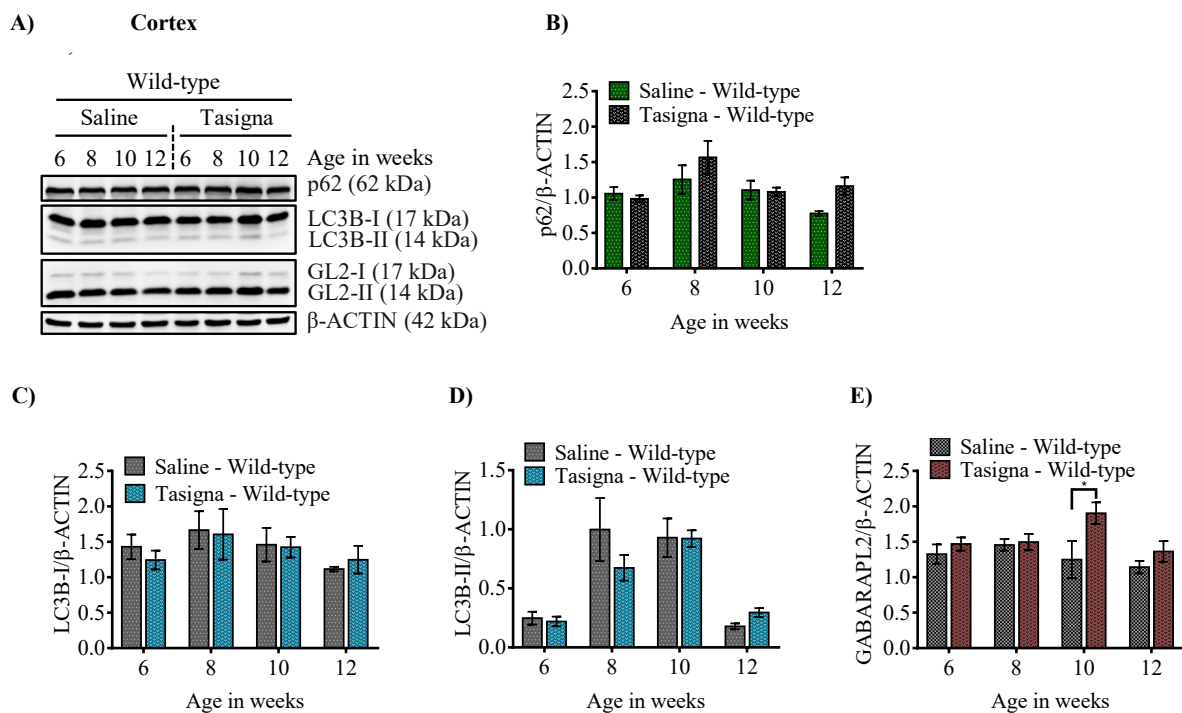 A) Cortex
Wild-type
Saline Tasigna
6 8 10 12 6 8 10 12 Age in weeks
p62 (62 kDa)
LC3B-I (17 kDa)
LC3B-II (14 kDa)
GL2-I (17 kDa)
GL2-II (14 kDa)
β-ACTIN (42 kDa)
B)
Saline - Wild-type
Tasigna - Wild-type
p62/β-ACTIN
2.5
2.0
1.5
1.0
0.5
0.0
6 8 10 12
Age in weeks
C)
Saline - Wild-type
Tasigna - Wild-type
LC3B-I/β-ACTIN
2.5
2.0
1.5
1.0
0.5
0.0
6 8 10 12
Age in weeks
D)
Saline - Wild-type
Tasigna - Wild-type
LC3B-II/β-ACTIN
1.5
1.0
0.5
0.0
6 8 10 12
Age in weeks
E)
Saline - Wild-type
Tasigna - Wild-type
GABARAPL2/β-ACTIN
2.5
2.0
1.5
1.0
0.5
0.0
*
6 8 10 12
Age in weeks